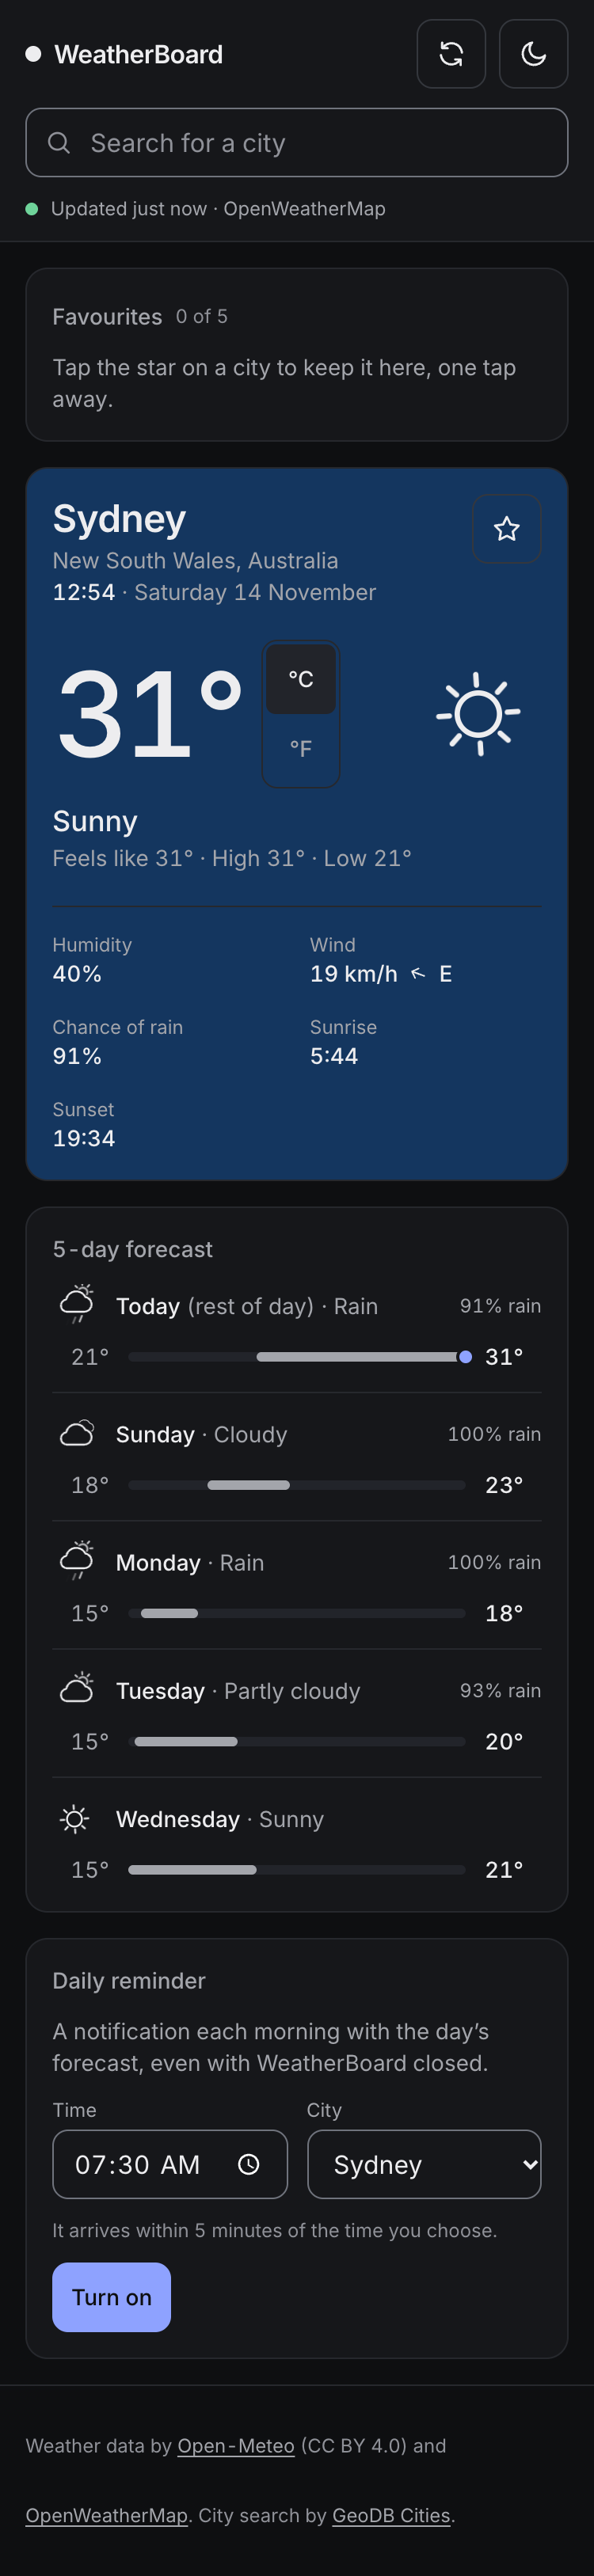 WeatherBoard
Search for a city
Updated just now · OpenWeatherMap
Favourites 0 of 5
Tap the star on a city to keep it here, one tap
away.
Sydney
New South Wales, Australia
12:54 · Saturday 14 November
31° °C
°F
Sunny
Feels like 31° · High 31° · Low 21°
Humidity Wind
40% 19 km/h E
Chance of rain Sunrise
91% 5:44
Sunset
19:34
5-day forecast
Today (rest of day) · Rain 91% rain
21° 31°
Sunday · Cloudy 100% rain
18° 23°
Monday · Rain 100% rain
15° 18°
Tuesday · Partly cloudy 93% rain
15° 20°
Wednesday · Sunny
15° 21°
Daily reminder
A notification each morning with the day’s
forecast, even with WeatherBoard closed.
Time City
07:30 AM Sydney
It arrives within 5 minutes of the time you choose.
Turn on
Weather data by Open-Meteo (CC BY 4.0) and
OpenWeatherMap. City search by GeoDB Cities.